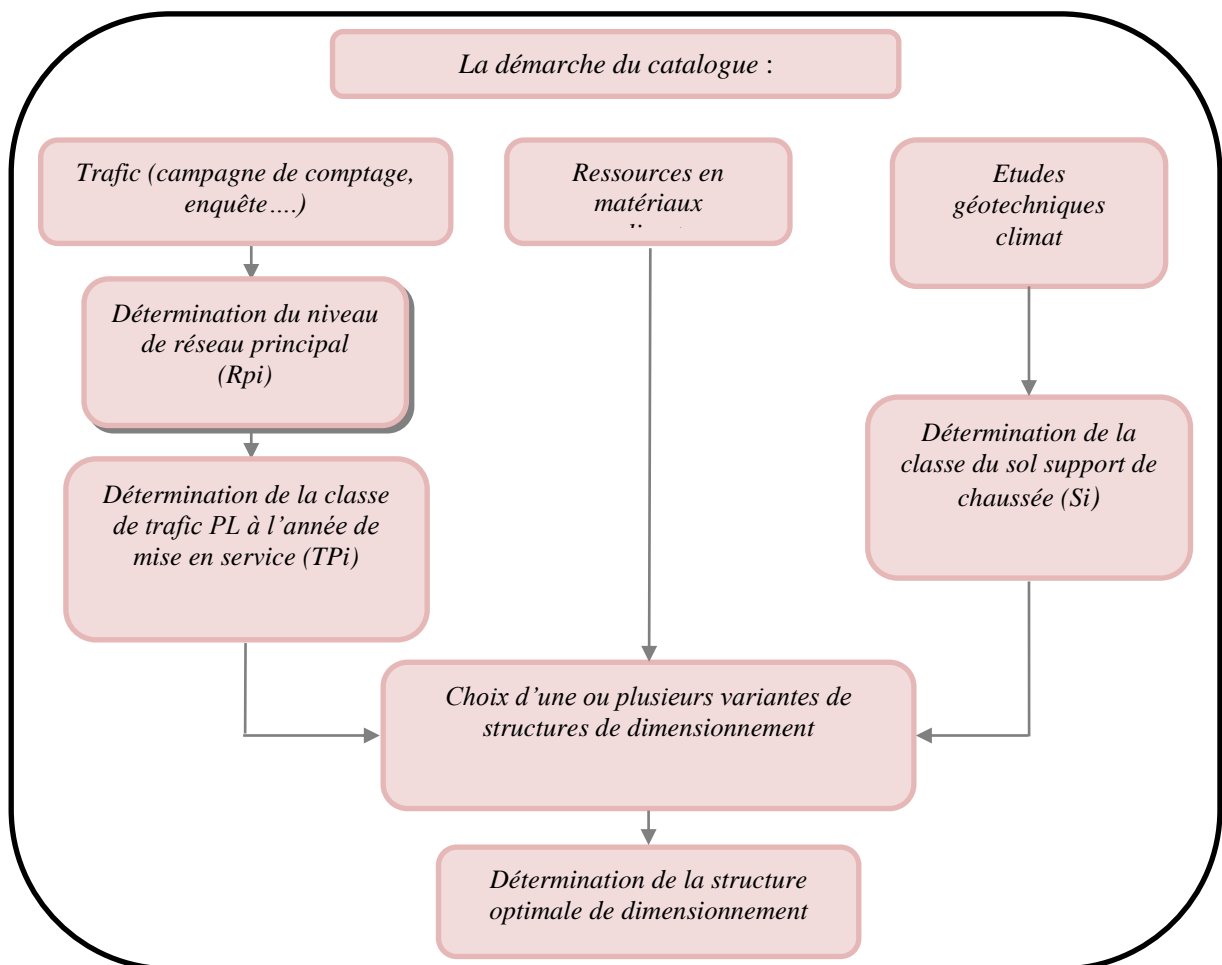 La démarche du catalogue :
Trafic (campagne de comptage,
enquête….)
Ressources en
matériaux
Etudes
géotechniques
climat
Détermination du niveau
de réseau principal
(Rpi)
Détermination de la
classe du sol support de
chaussée (Si)
Détermination de la classe
de trafic PL à l’année de
mise en service (TPi)
Choix d’une ou plusieurs variantes de
structures de dimensionnement
Détermination de la structure
optimale de dimensionnement